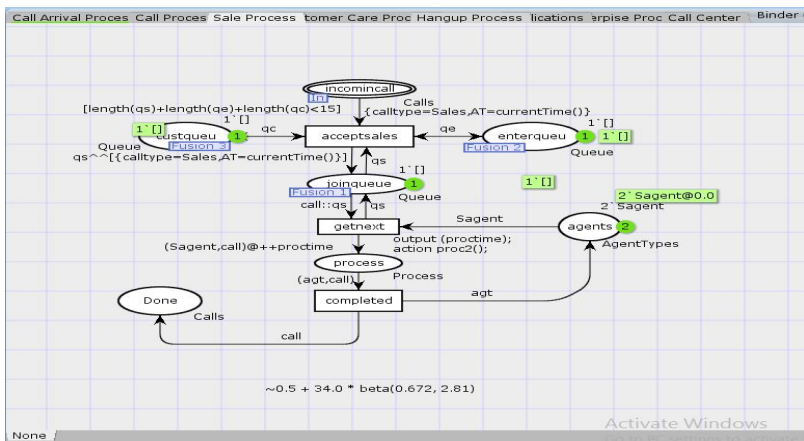 Call Arrival Proces Call Proces Sale Process tomer Care Proc Hangup Process lications erpise Proc Call Center Binder
incomincall
In
Calls
[length(qs)+length(qe)+length(qc)<15]
{calltype=Sales,AT=currentTime()}
1`[]
1`[]
custqueu
1
qc
acceptsales
qe
enterqueu
1
1`[]
1`[]
Queue
Fusion 3
Fusion 2
Queue
qs^^[{calltype=Sales,AT=currentTime()}]
qs
1`[]
joinqueue
1
1`[]
Fusion 1
Queue
2`Sagent@0.0
call::qs
qs
2`Sagent
getnext
Sagent
agents
2
(Sagent,call)@++proctime
output (proctime);
action proc2();
AgentTypes
process
Process
(agt,call)
Done
completed
agt
Calls
call
~0.5 + 34.0 * beta(0.672, 2.81)
Activate Windows
None